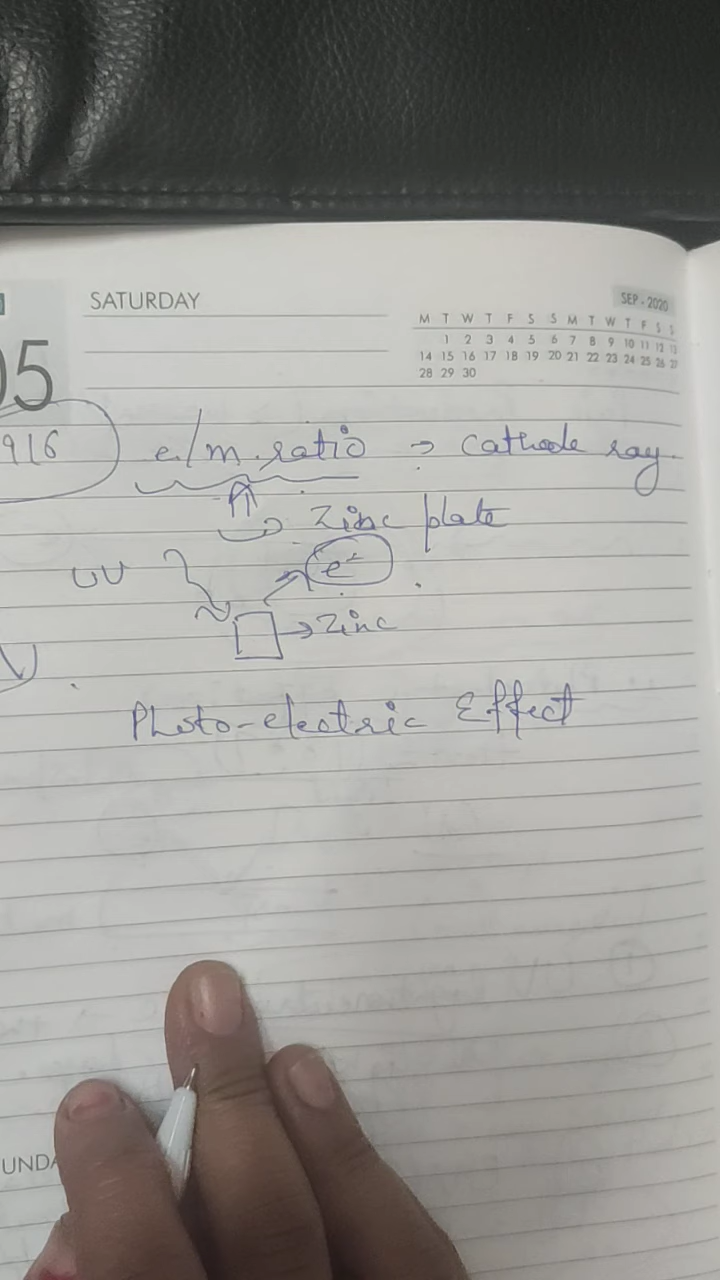 SATURDAY
SEP - 2020
M T W T F S S M T W T F S S
1 2 3 4 5 6 7 8 9 10 11 12 13
14 15 16 17 18 19 20 21 22 23 24 25 26 27
28 29 30
05
916
e/m ratio → Cathode ray.
Zinc plate
UV
e-
→ Zinc
Photo-electric Effect
UNDA